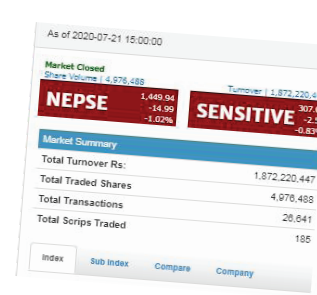 As of 2020-07-21 15:00:00
Market Closed
Share Volume | 4,976,488
Turnover | 1,872,220,4
NEPSE
1,449.94
-14.99
-1.02%
SENSITIVE
307.
-2.5
-0.83
Market Summary
Total Turnover Rs: 1,872,220,447
Total Traded Shares 4,976,488
Total Transactions 26,641
Total Scrips Traded 185
Index Sub Index Compare Company